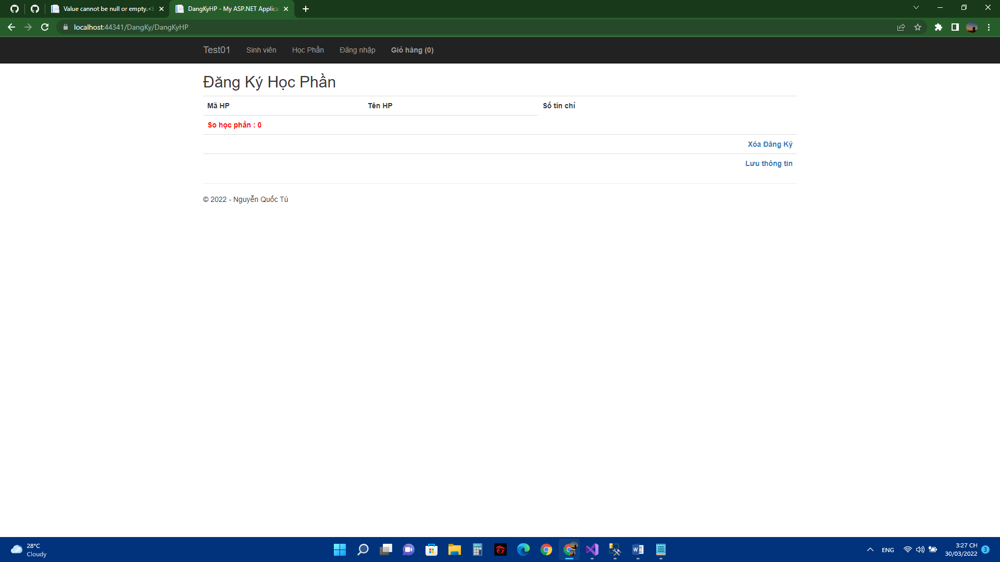 Value cannot be null or empty.<b
DangKyHP - My ASP.NET Applica
localhost:44341/DangKy/DangKyHP
Test01 Sinh viên Học Phần Đăng nhập Giỏ hàng (0)
Đăng Ký Học Phần
Mã HP Tên HP Số tín chỉ
So học phần : 0
Xóa Đăng Ký
Lưu thông tin
© 2022 - Nguyễn Quốc Tú
28°C
Cloudy
ENG
3:27 CH
30/03/2022
3